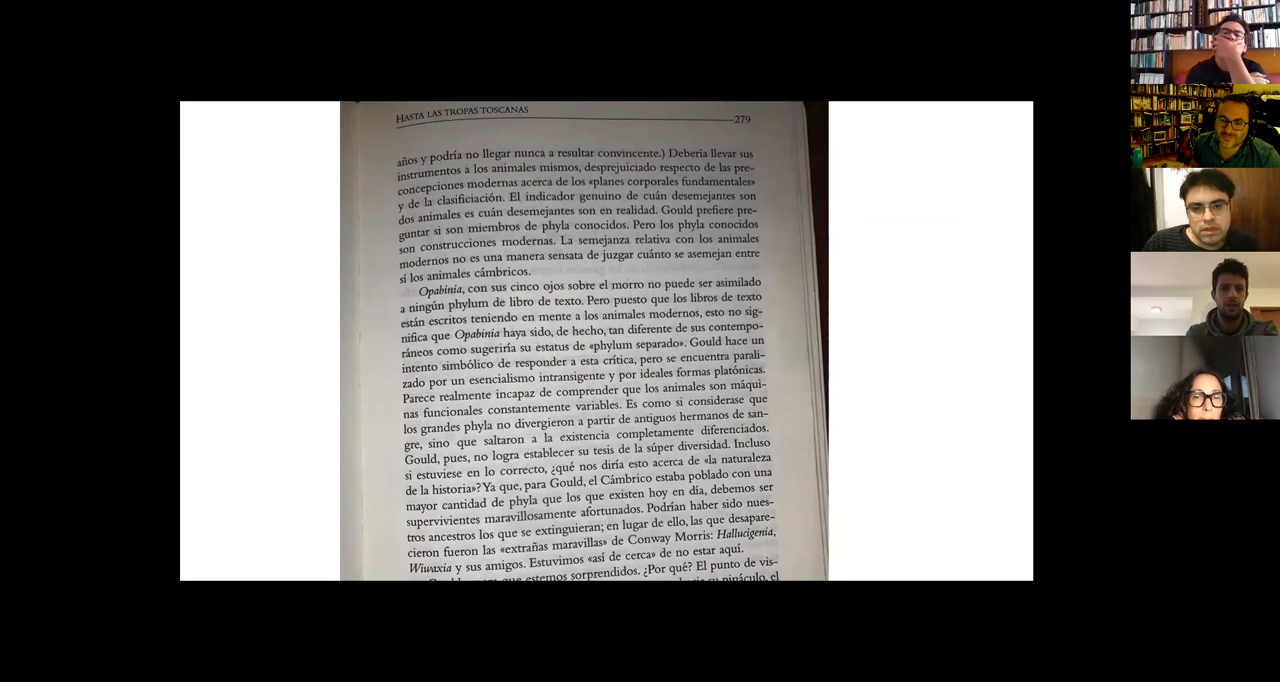 HASTA LAS TROPAS TOSCANAS
279
años y podría no llegar nunca a resultar convincente.) Debería llevar sus
instrumentos a los animales mismos, desprejuiciado respecto de las pre-
concepciones modernas acerca de los «planes corporales fundamentales»
y de la clasificiación. El indicador genuino de cuán desemejantes son
dos animales es cuán desemejantes son en realidad. Gould prefiere pre-
guntar si son miembros de phyla conocidos. Pero los phyla conocidos
son construcciones modernas. La semejanza relativa con los animales
modernos no es una manera sensata de juzgar cuánto se asemejan entre
sí los animales cámbricos.
Opabinia, con sus cinco ojos sobre el morro no puede ser asimilado
a ningún phylum de libro de texto. Pero puesto que los libros de texto
están escritos teniendo en mente a los animales modernos, esto no sig-
nifica que Opabinia haya sido, de hecho, tan diferente de sus contempo-
ráneos como sugeriría su estatus de «phylum separado». Gould hace un
intento simbólico de responder a esta crítica, pero se encuentra parali-
zado por un esencialismo intransigente y por ideales formas platónicas.
Parece realmente incapaz de comprender que los animales son máqui-
nas funcionales constantemente variables. Es como si considerase que
los grandes phyla no divergieron a partir de antiguos hermanos de san-
gre, sino que saltaron a la existencia completamente diferenciados.
Gould, pues, no logra establecer su tesis de la súper diversidad. Incluso
si estuviese en lo correcto, ¿qué nos diría esto acerca de «la naturaleza
de la historia»? Ya que, para Gould, el Cámbrico estaba poblado con una
mayor cantidad de phyla que los que existen hoy en día, debemos ser
supervivientes maravillosamente afortunados. Podrían haber sido nues-
tros ancestros los que se extinguieran; en lugar de ello, las que desapare-
cieron fueron las «extrañas maravillas» de Conway Morris: Hallucigenia,
Wiwaxia y sus amigos. Estuvimos «así de cerca» de no estar aquí.
que estemos sorprendidos. ¿Por qué? El punto de vis-
su pináculo, el